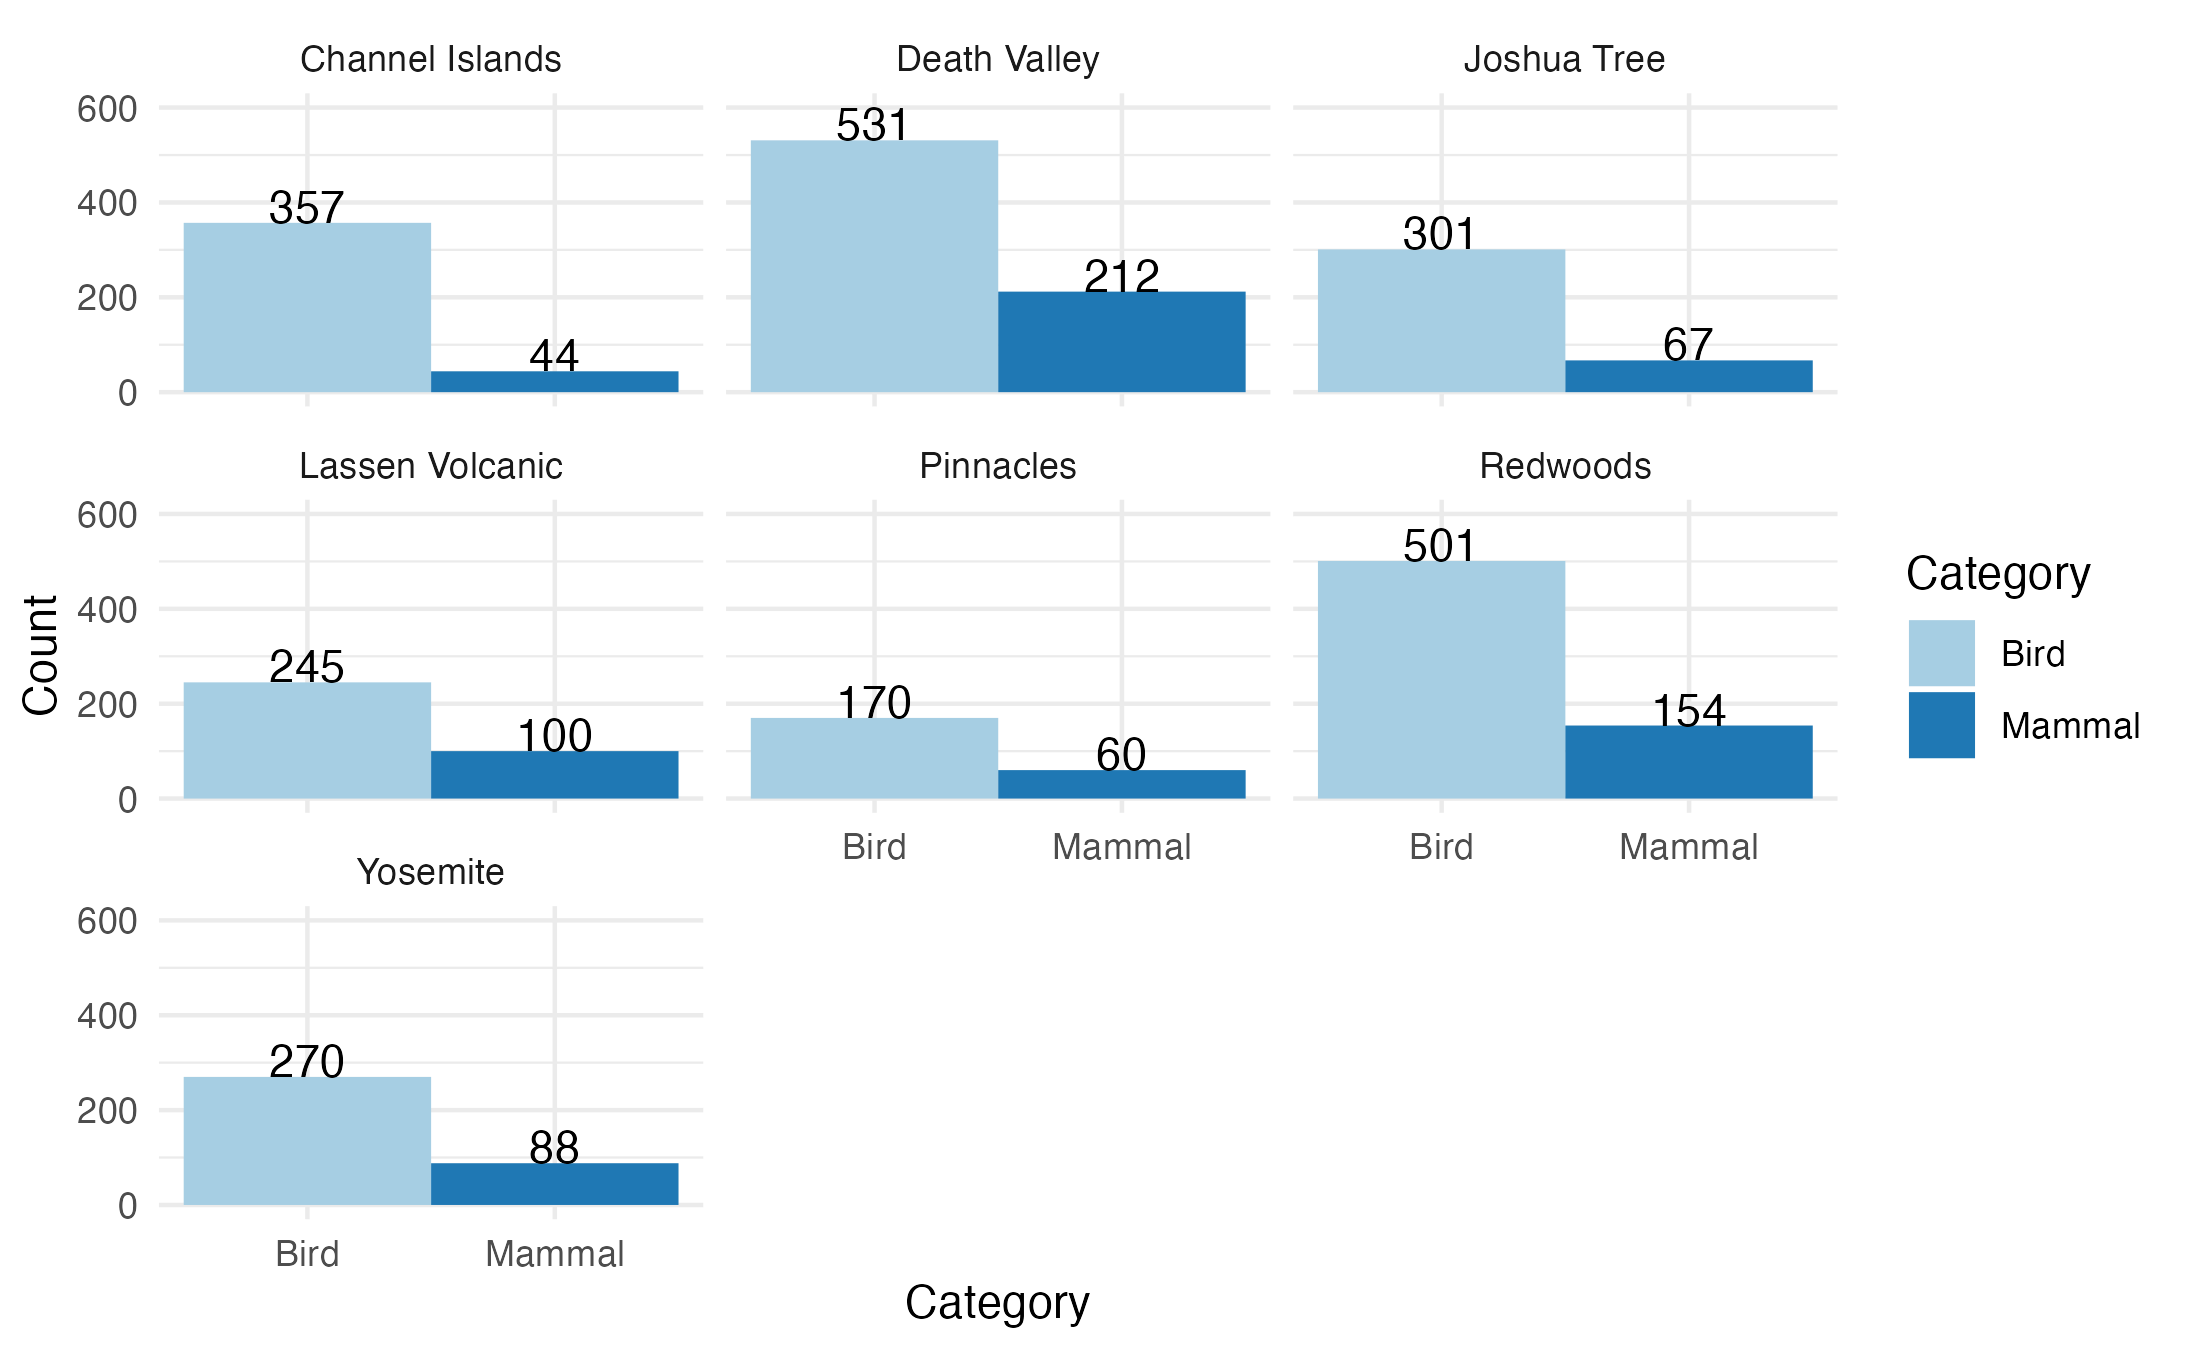 Channel Islands
Death Valley
Joshua Tree
600
400
200
0
357
44
531
212
301
67
Lassen Volcanic
Pinnacles
Redwoods
600
400
200
0
245
100
170
60
501
154
Bird
Mammal
Bird
Mammal
Yosemite
600
400
200
0
270
88
Bird
Mammal
Category
Count
Category
Bird
Mammal